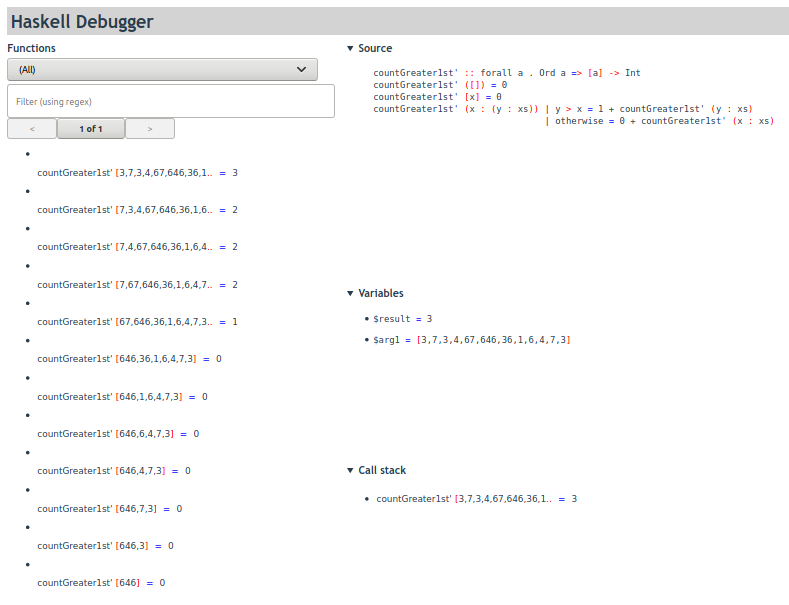 Haskell Debugger
Functions
(All)
Filter (using regex)
< 1 of 1 >
countGreater1st' [3,7,3,4,67,646,36,1.. = 3
countGreater1st' [7,3,4,67,646,36,1,6.. = 2
countGreater1st' [7,4,67,646,36,1,6,4.. = 2
countGreater1st' [7,67,646,36,1,6,4,7.. = 2
countGreater1st' [67,646,36,1,6,4,7,3.. = 1
countGreater1st' [646,36,1,6,4,7,3] = 0
countGreater1st' [646,1,6,4,7,3] = 0
countGreater1st' [646,6,4,7,3] = 0
countGreater1st' [646,4,7,3] = 0
countGreater1st' [646,7,3] = 0
countGreater1st' [646,3] = 0
countGreater1st' [646] = 0
▼ Source
countGreater1st' :: forall a . Ord a => [a] -> Int
countGreater1st' ([]) = 0
countGreater1st' [x] = 0
countGreater1st' (x : (y : xs)) | y > x = 1 + countGreater1st' (y : xs)
| otherwise = 0 + countGreater1st' (x : xs)
▼ Variables
• $result = 3
• $arg1 = [3,7,3,4,67,646,36,1,6,4,7,3]
▼ Call stack
• countGreater1st' [3,7,3,4,67,646,36,1.. = 3